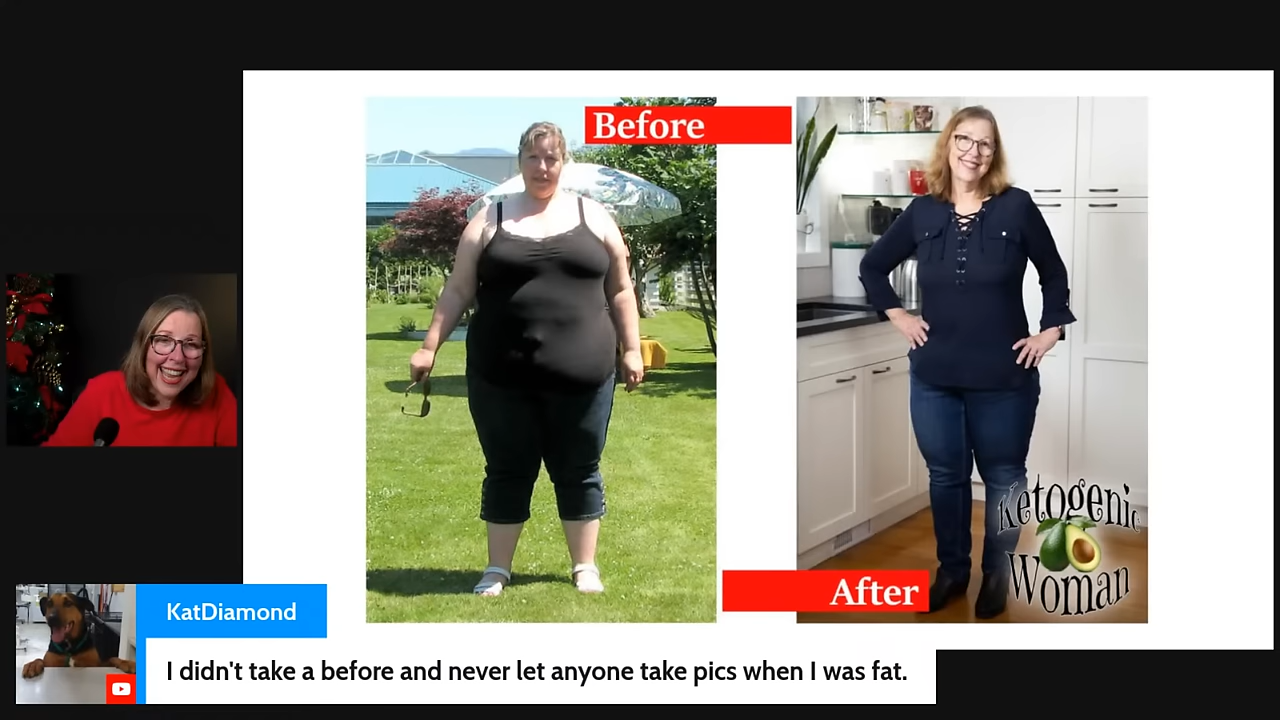 Before
After
Ketogenic
Woman
KatDiamond
I didn't take a before and never let anyone take pics when I was fat.